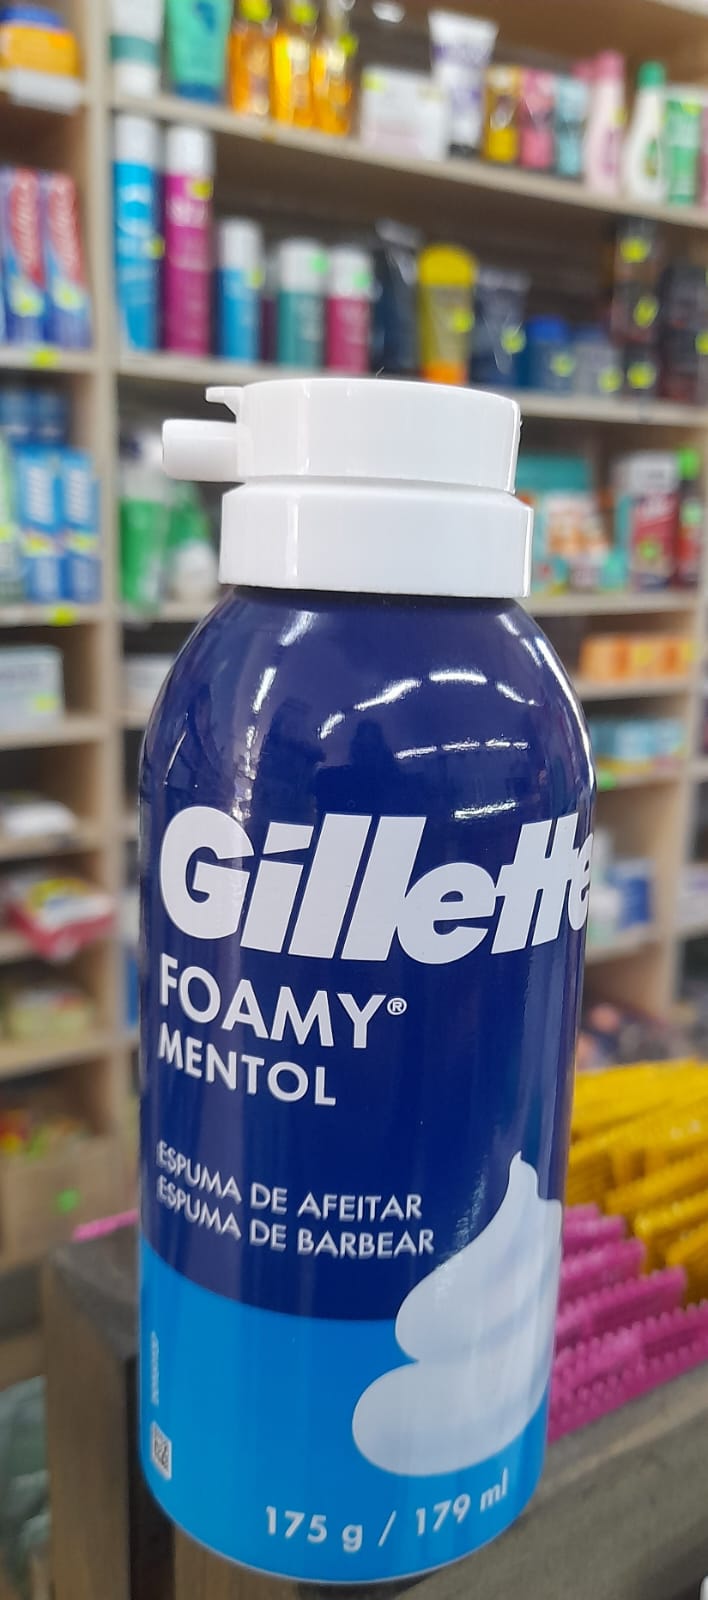 Gillette
FOAMY®
MENTOL
ESPUMA DE AFEITAR
ESPUMA DE BARBEAR
175 g / 179 ml